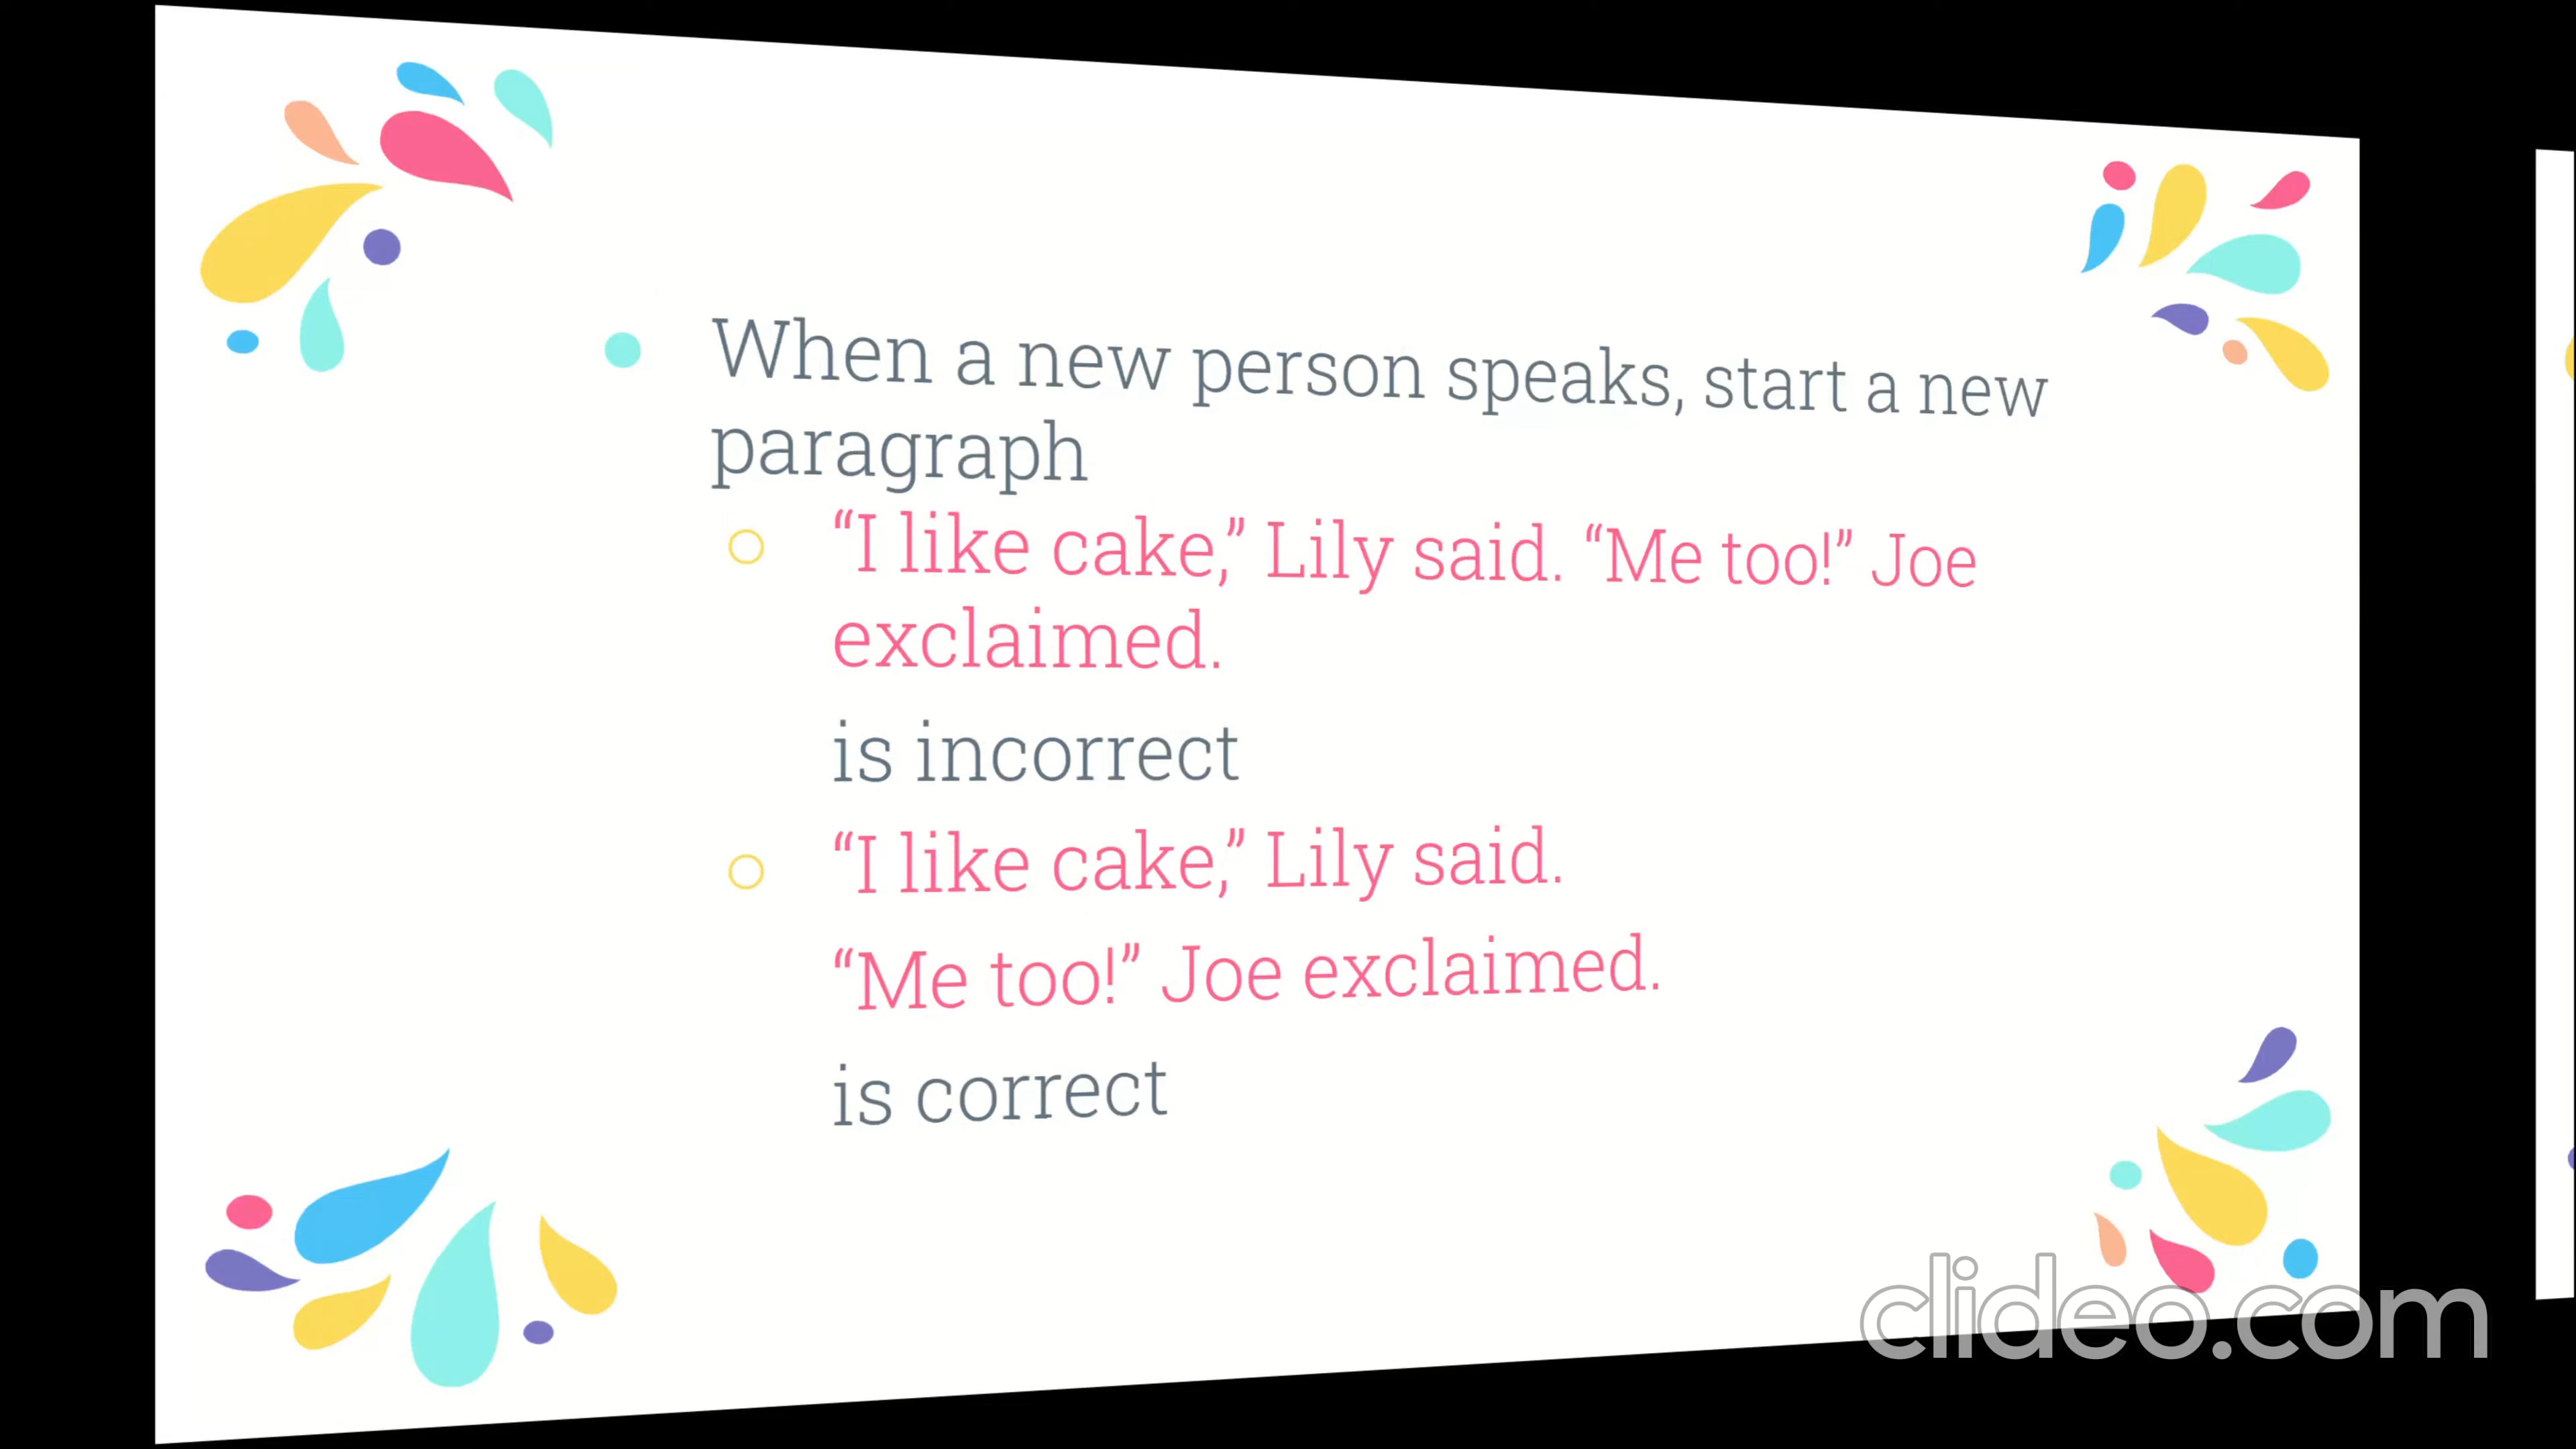 When a new person speaks, start a new
paragraph
“I like cake,” Lily said. “Me too!” Joe
exclaimed.
is incorrect
“I like cake,” Lily said.
“Me too!” Joe exclaimed.
is correct
clideo.com